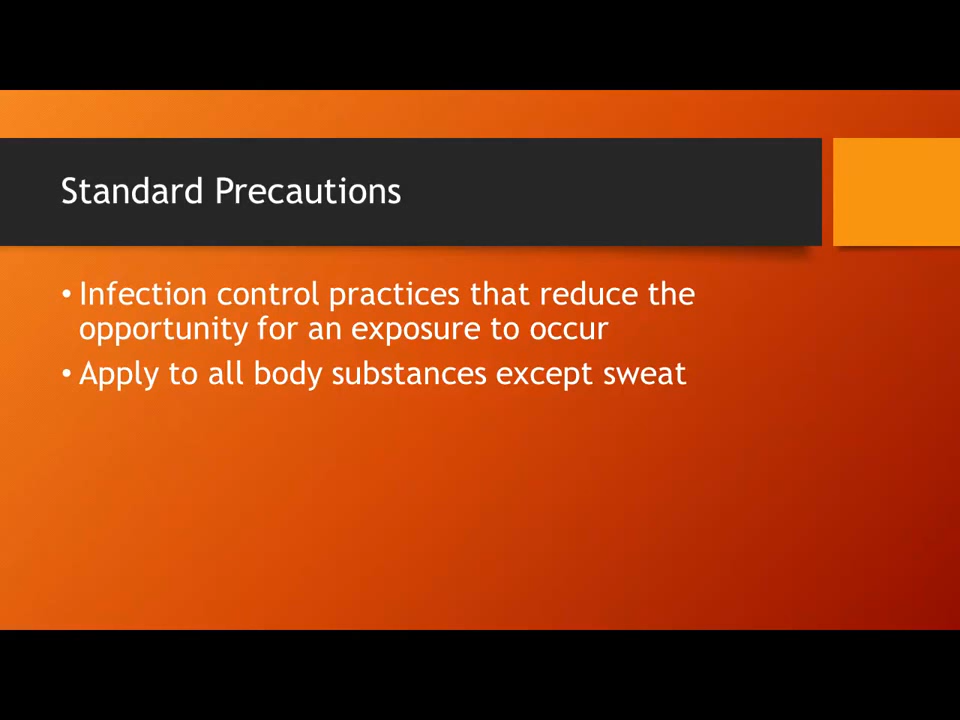 Standard Precautions
• Infection control practices that reduce the
opportunity for an exposure to occur
• Apply to all body substances except sweat